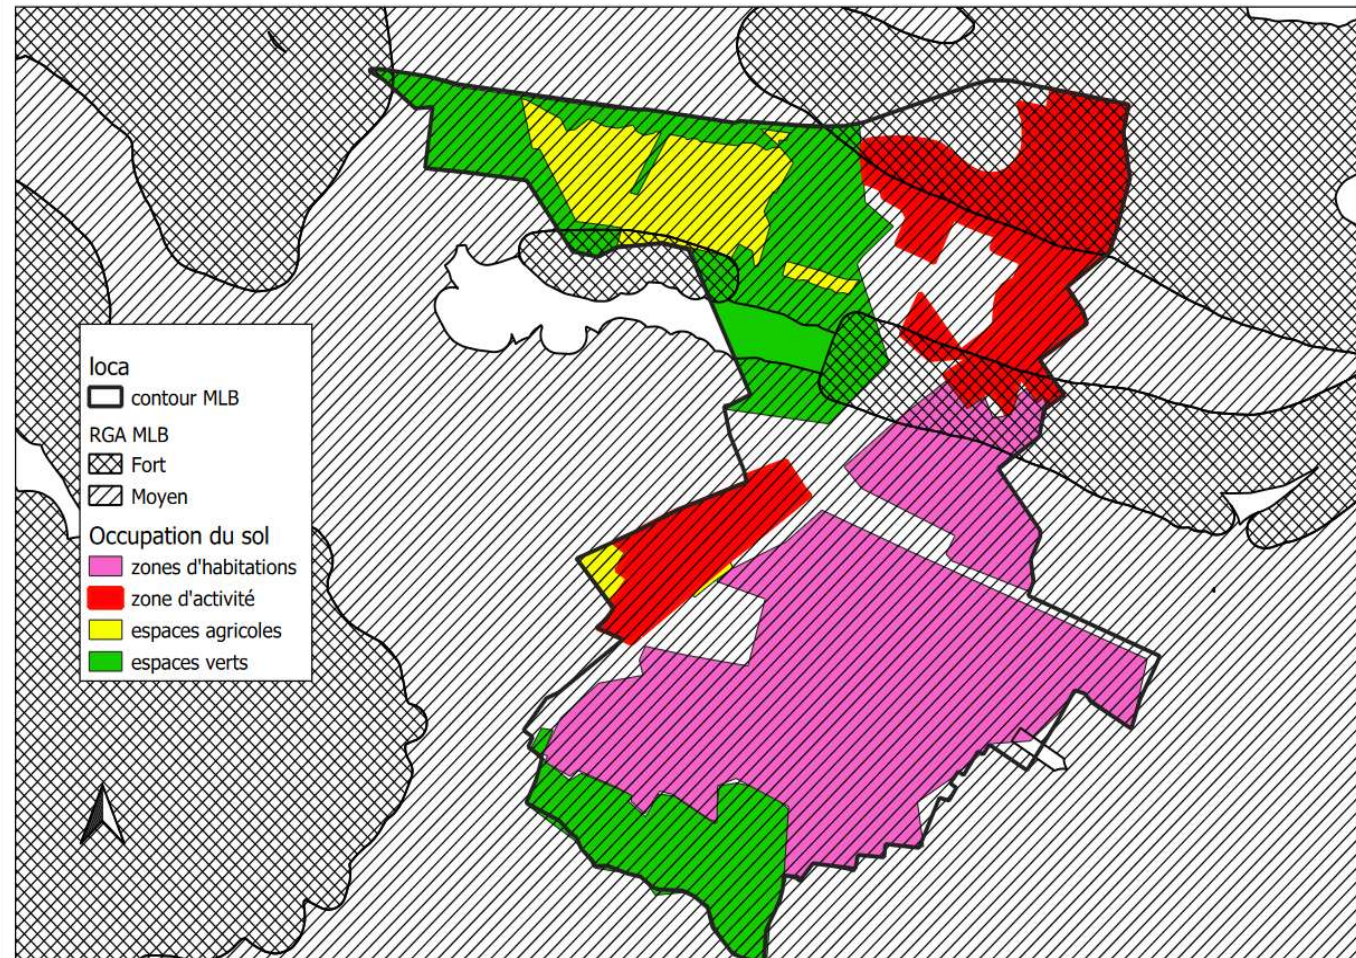 loca
contour MLB
RGA MLB
Fort
Moyen
Occupation du sol
zones d'habitations
zone d'activité
espaces agricoles
espaces verts